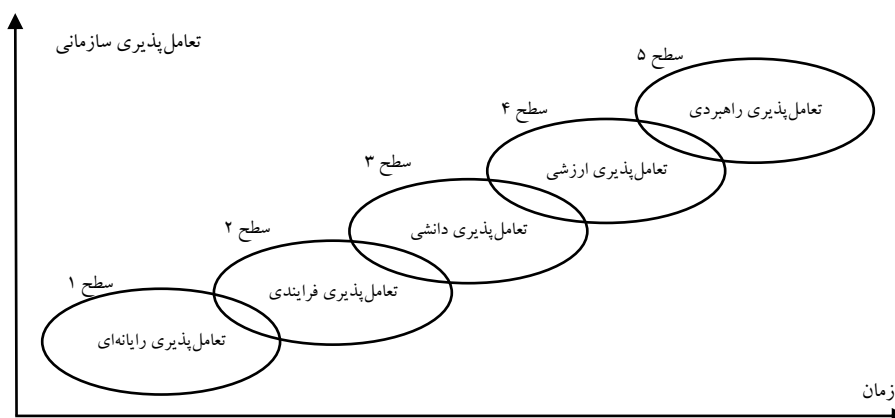 تعامل‌پذیری سازمانی
سطح ۵
تعامل‌پذیری راهبردی
سطح ۴
تعامل‌پذیری ارزشی
سطح ۳
تعامل‌پذیری دانشی
سطح ۲
تعامل‌پذیری فرایندی
سطح ۱
تعامل‌پذیری رایانه‌ای
زمان